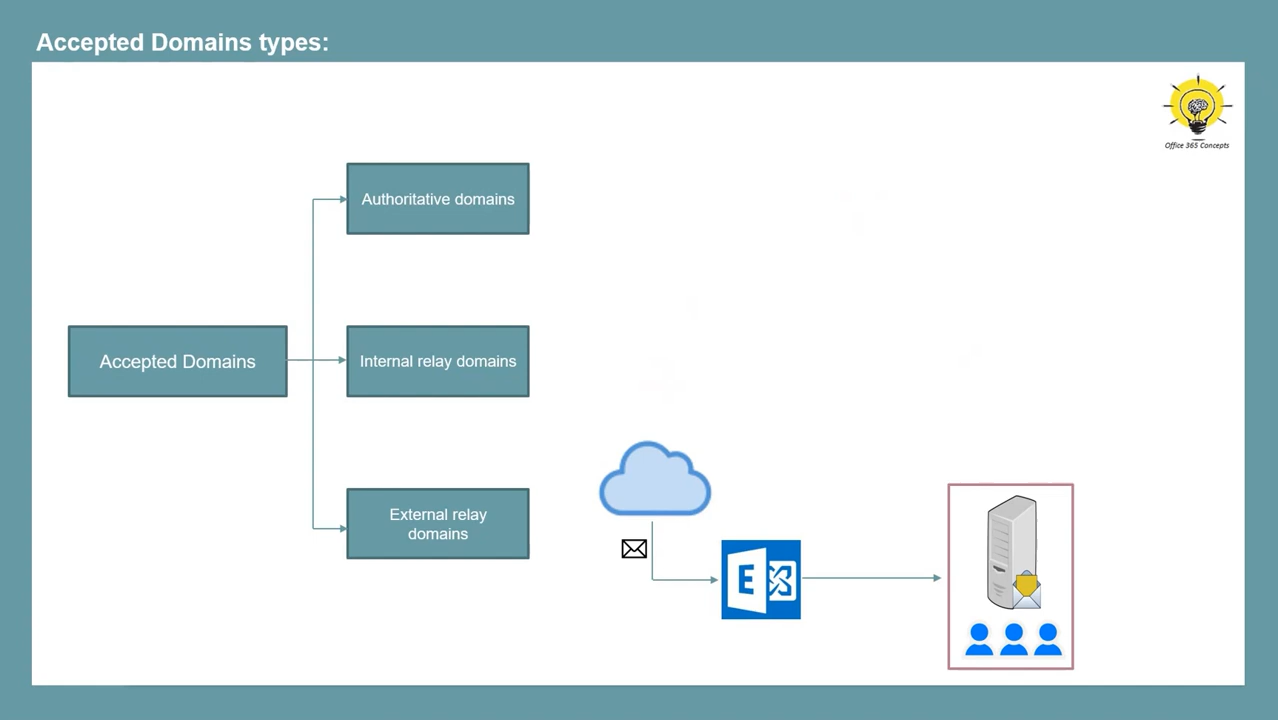 Accepted Domains types:
Office 365 Concepts
Authoritative domains
Accepted Domains
Internal relay domains
External relay
domains
E